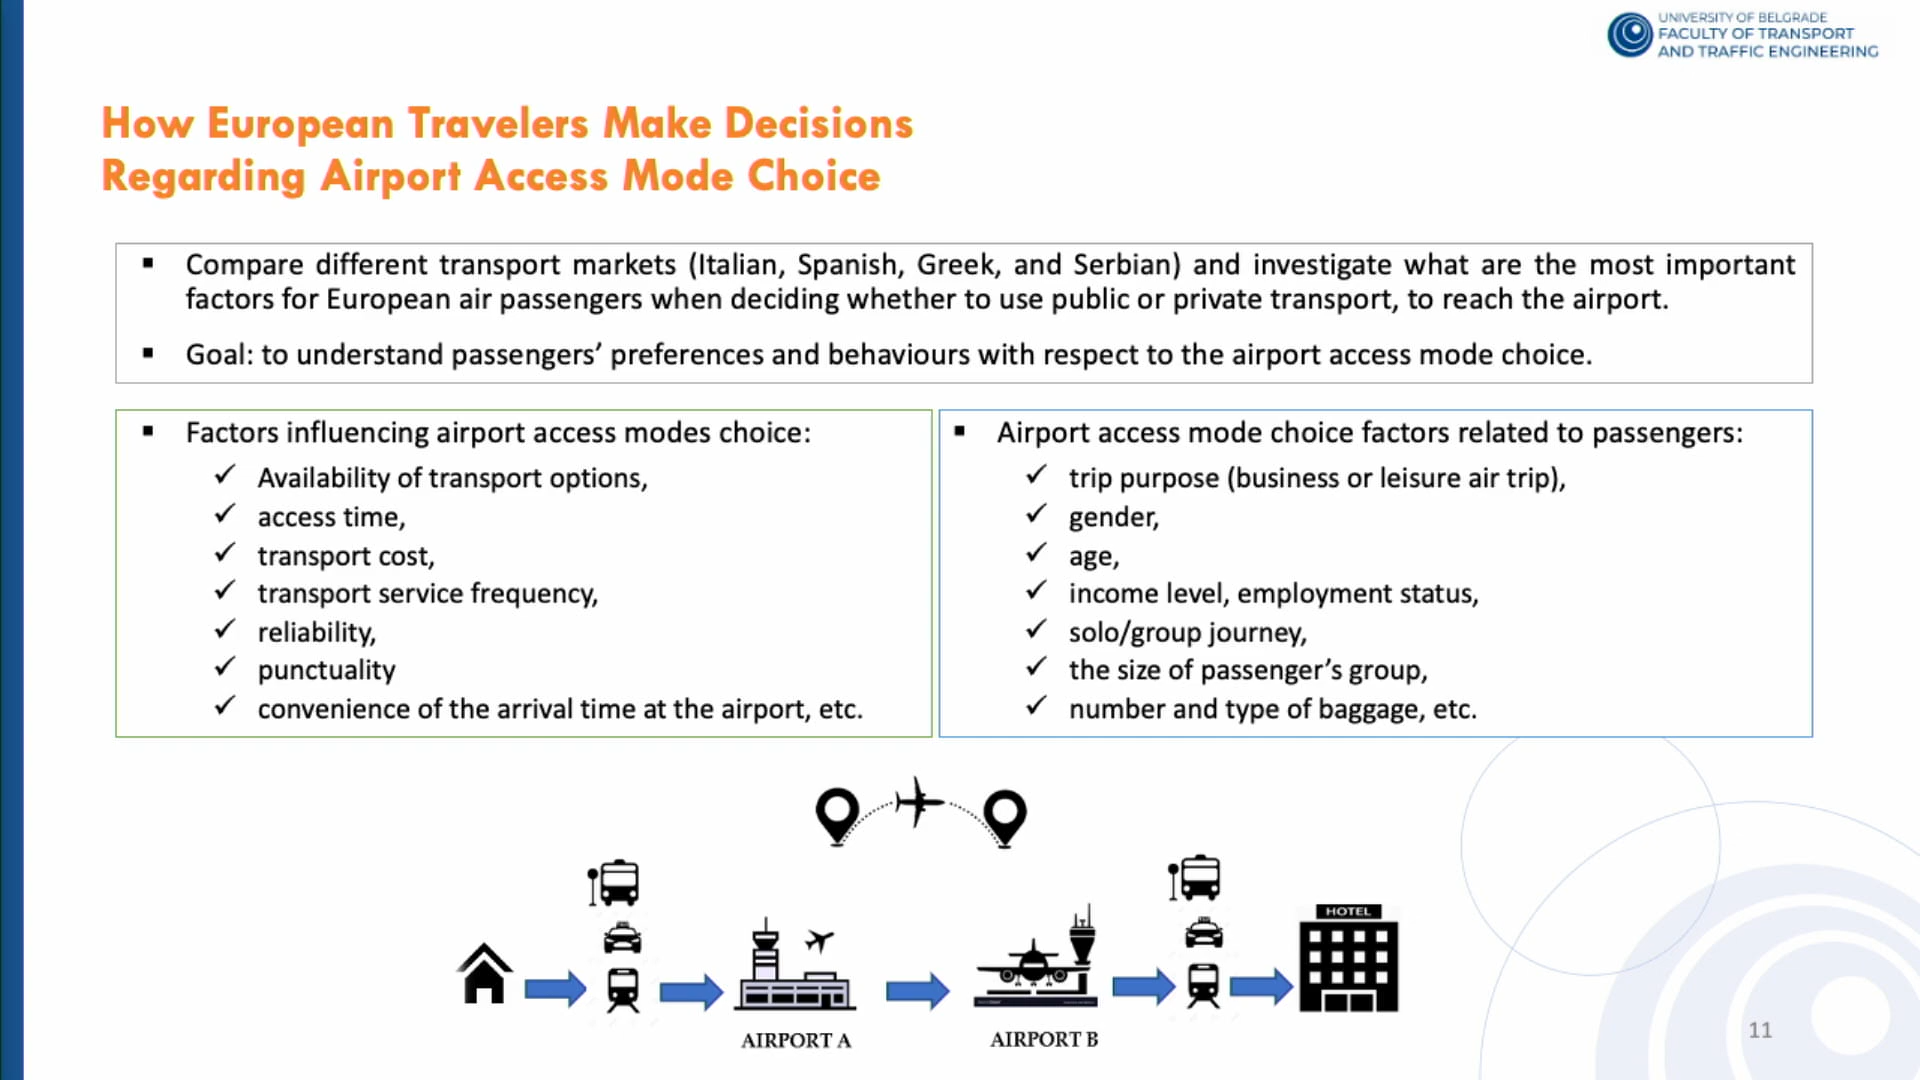 UNIVERSITY OF BELGRADE
FACULTY OF TRANSPORT
AND TRAFFIC ENGINEERING
How European Travelers Make Decisions
Regarding Airport Access Mode Choice
▪ Compare different transport markets (Italian, Spanish, Greek, and Serbian) and investigate what are the most important
factors for European air passengers when deciding whether to use public or private transport, to reach the airport.
▪ Goal: to understand passengers’ preferences and behaviours with respect to the airport access mode choice.
▪ Factors influencing airport access modes choice:
✓ Availability of transport options,
✓ access time,
✓ transport cost,
✓ transport service frequency,
✓ reliability,
✓ punctuality
✓ convenience of the arrival time at the airport, etc.
▪ Airport access mode choice factors related to passengers:
✓ trip purpose (business or leisure air trip),
✓ gender,
✓ age,
✓ income level, employment status,
✓ solo/group journey,
✓ the size of passenger’s group,
✓ number and type of baggage, etc.
HOTEL
AIRPORT A
AIRPORT B
11